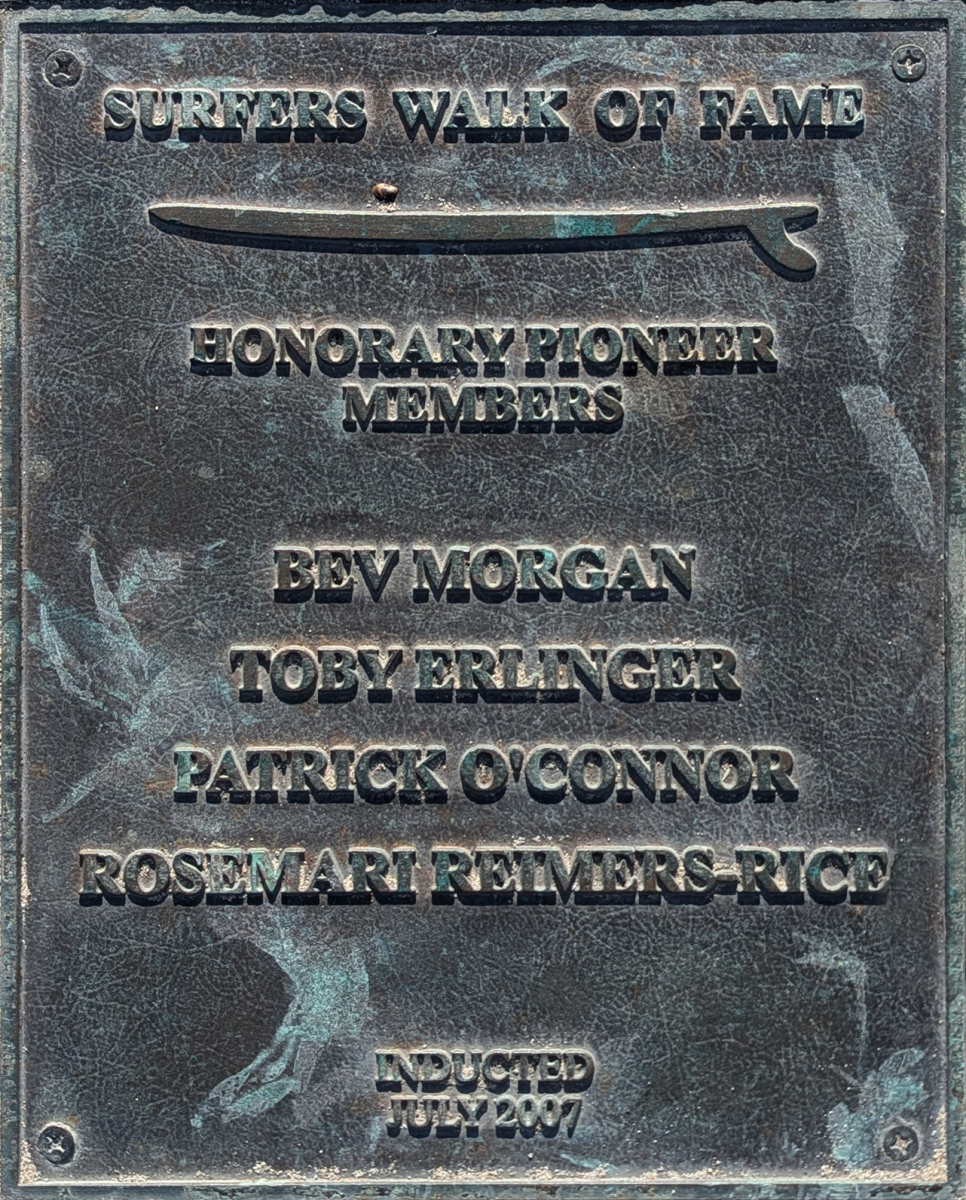 SURFERS WALK OF FAME
HONORARY PIONEER
MEMBERS
BEV MORGAN
TOBY ERLINGER
PATRICK O'CONNOR
ROSEMARI REIMERS-RICE
INDUCTED
JULY 2007